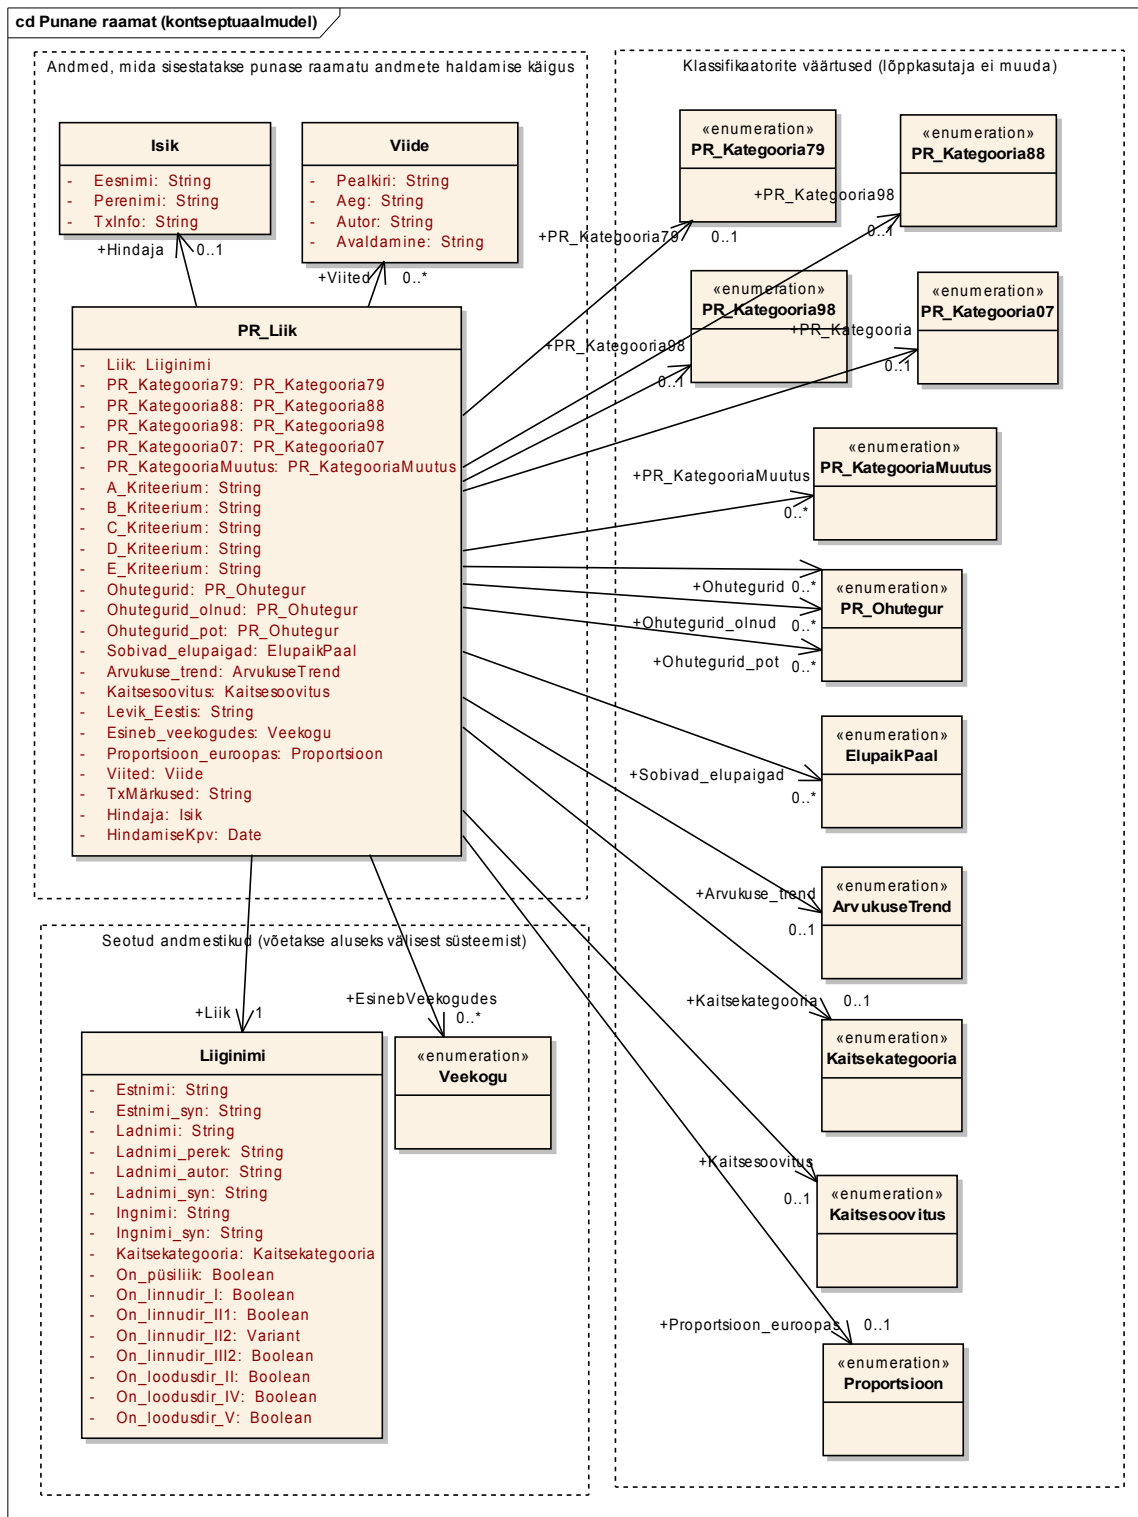 cd Punane raamat (kontseptuaalmudel)
Andmed, mida sisestatakse punase raamatu andmete haldamise käigus
Isik
- Eesnimi: String
- Perenimi: String
- TxInfo: String
Viide
- Pealkiri: String
- Aeg: String
- Autor: String
- Avaldamine: String
+Hindaja
0..1
+Viited
0..*
PR_Liik
- Liik: Liiginimi
- PR_Kategooria79: PR_Kategooria79
- PR_Kategooria88: PR_Kategooria88
- PR_Kategooria98: PR_Kategooria98
- PR_Kategooria07: PR_Kategooria07
- PR_KategooriaMuutus: PR_KategooriaMuutus
- A_Kriteerium: String
- B_Kriteerium: String
- C_Kriteerium: String
- D_Kriteerium: String
- E_Kriteerium: String
- Ohutegurid: PR_Ohutegur
- Ohutegurid_olnud: PR_Ohutegur
- Ohutegurid_pot: PR_Ohutegur
- Sobivad_elupaigad: ElupaikPaal
- Arvukuse_trend: ArvukuseTrend
- Kaitsesoovitus: Kaitsesoovitus
- Levik_Eestis: String
- Esineb_veekogudes: Veekogu
- Proportsioon_euroopas: Proportsioon
- Viited: Viide
- TxMärkused: String
- Hindaja: Isik
- HindamiseKpv: Date
Seotud andmestikud (võetakse aluseks välisest süsteemist)
+Liik
1
+EsinebVeekogudes
0..*
Liiginimi
- Estnimi: String
- Estnimi_syn: String
- Ladnimi: String
- Ladnimi_perek: String
- Ladnimi_autor: String
- Ladnimi_syn: String
- Ingnimi: String
- Ingnimi_syn: String
- Kaitsekategooria: Kaitsekategooria
- On_püsiliik: Boolean
- On_linnudir_I: Boolean
- On_linnudir_II1: Boolean
- On_linnudir_II2: Variant
- On_linnudir_III2: Boolean
- On_loodusdir_II: Boolean
- On_loodusdir_IV: Boolean
- On_loodusdir_V: Boolean
«enumeration»
Veekogu
Klassifikaatorite väärtused (lõppkasutaja ei muuda)
«enumeration»
PR_Kategooria79
+PR_Kategooria79
0..1
«enumeration»
PR_Kategooria88
+PR_Kategooria98
0..1
«enumeration»
PR_Kategooria98
+PR_Kategooria98
0..1
«enumeration»
PR_Kategooria07
+PR_Kategooria
0..1
«enumeration»
PR_KategooriaMuutus
+PR_KategooriaMuutus
0..*
«enumeration»
PR_Ohutegur
+Ohutegurid
0..*
+Ohutegurid_olnud
0..*
+Ohutegurid_pot
0..*
«enumeration»
ElupaikPaal
+Sobivad_elupaigad
0..*
«enumeration»
ArvukuseTrend
+Arvukuse_trend
0..1
+Kaitsekategooria
0..1
«enumeration»
Kaitsekategooria
+Kaitsesoovitus
0..1
«enumeration»
Kaitsesoovitus
+Proportsioon_euroopas
0..1
«enumeration»
Proportsioon